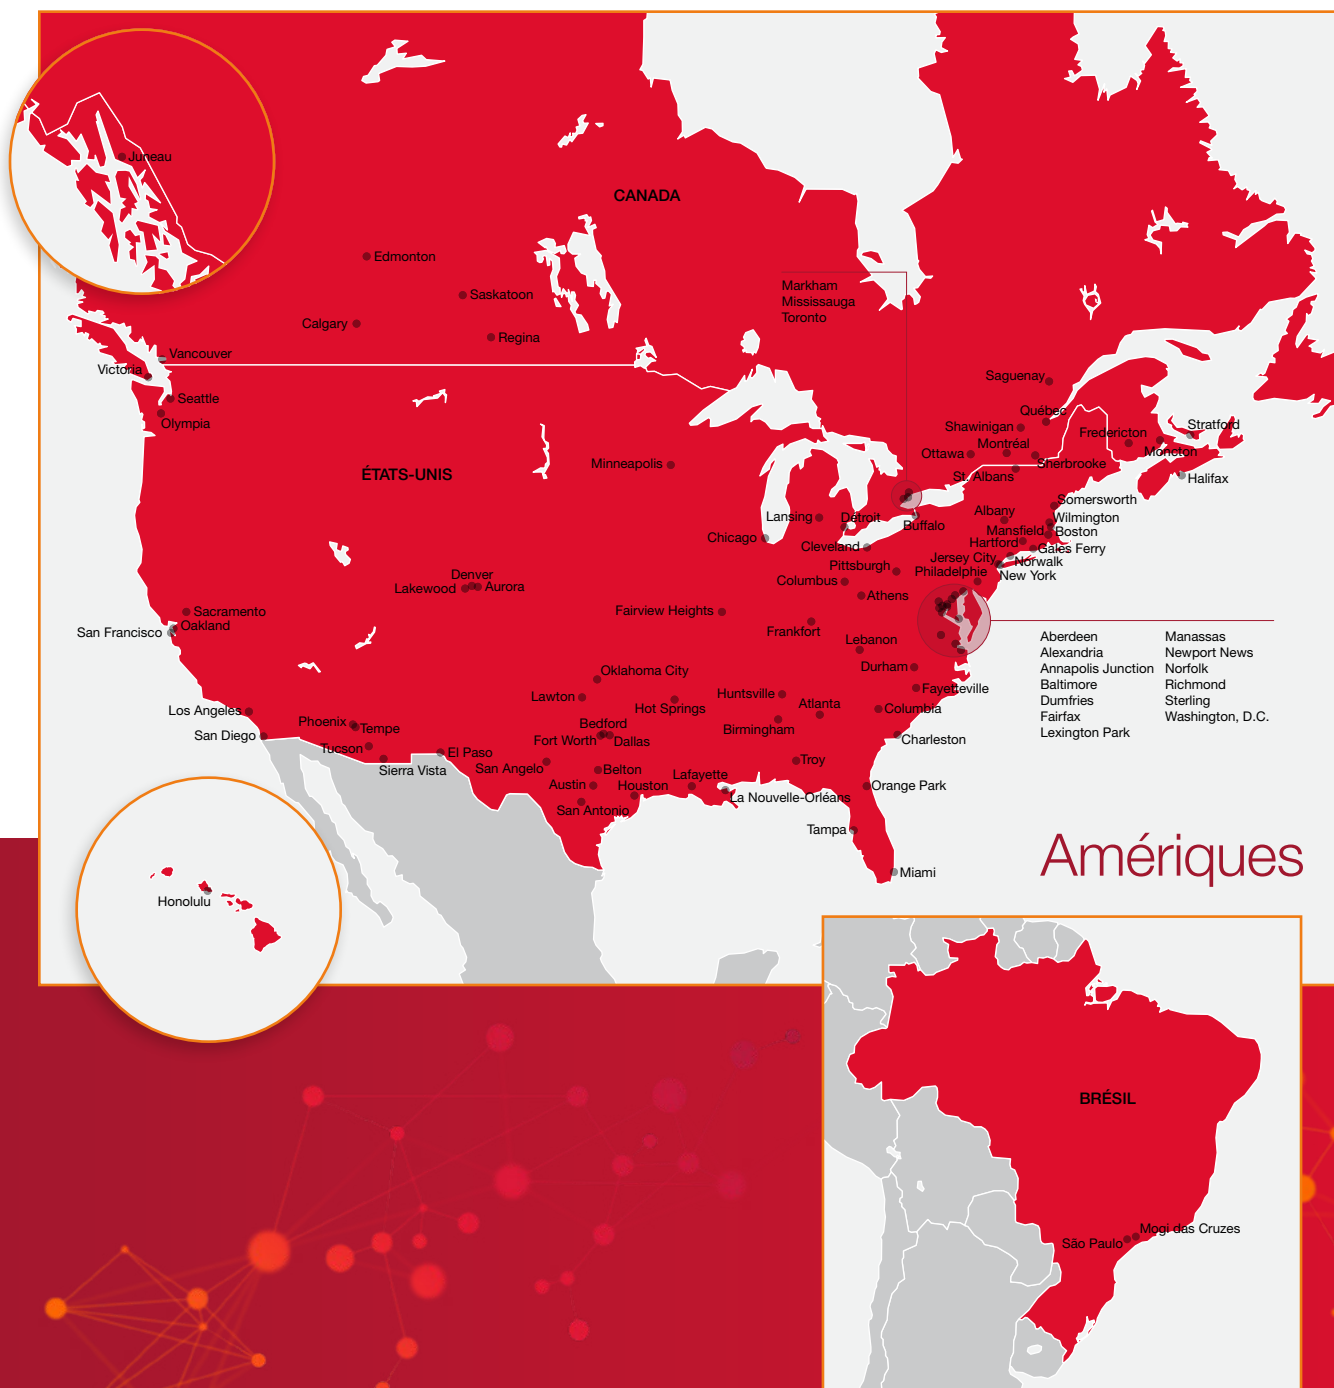 Juneau
CANADA
Edmonton
Saskatoon
Calgary
Regina
Markham
Mississauga
Toronto
Vancouver
Victoria
Seattle
Olympia
Saguenay
Québec
Shawinigan
Montréal
Ottawa
Sherbrooke
St. Albans
Fredericton
Stratford
Moncton
Halifax
ÉTATS-UNIS
Minneapolis
Lansing
Détroit
Chicago
Cleveland
Buffalo
Albany
Somersworth
Wilmington
Mansfield
Boston
Hartford
Gales Ferry
Jersey City
Norwalk
Pittsburgh
Philadelphie
New York
Columbus
Athens
Denver
Lakewood
Aurora
Sacramento
Oakland
San Francisco
Fairview Heights
Frankfort
Lebanon
Durham
Aberdeen
Alexandria
Annapolis Junction
Baltimore
Dumfries
Fairfax
Lexington Park
Manassas
Newport News
Norfolk
Richmond
Sterling
Washington, D.C.
Oklahoma City
Lawton
Hot Springs
Huntsville
Atlanta
Fayetteville
Columbia
Birmingham
Charleston
Los Angeles
San Diego
Phoenix
Tempe
Tucson
Sierra Vista
El Paso
Bedford
Fort Worth
Dallas
San Angelo
Belton
Austin
Houston
San Antonio
Lafayette
La Nouvelle-Orléans
Troy
Orange Park
Tampa
Miami
Amériques
Honolulu
BRÉSIL
Mogi das Cruzes
São Paulo